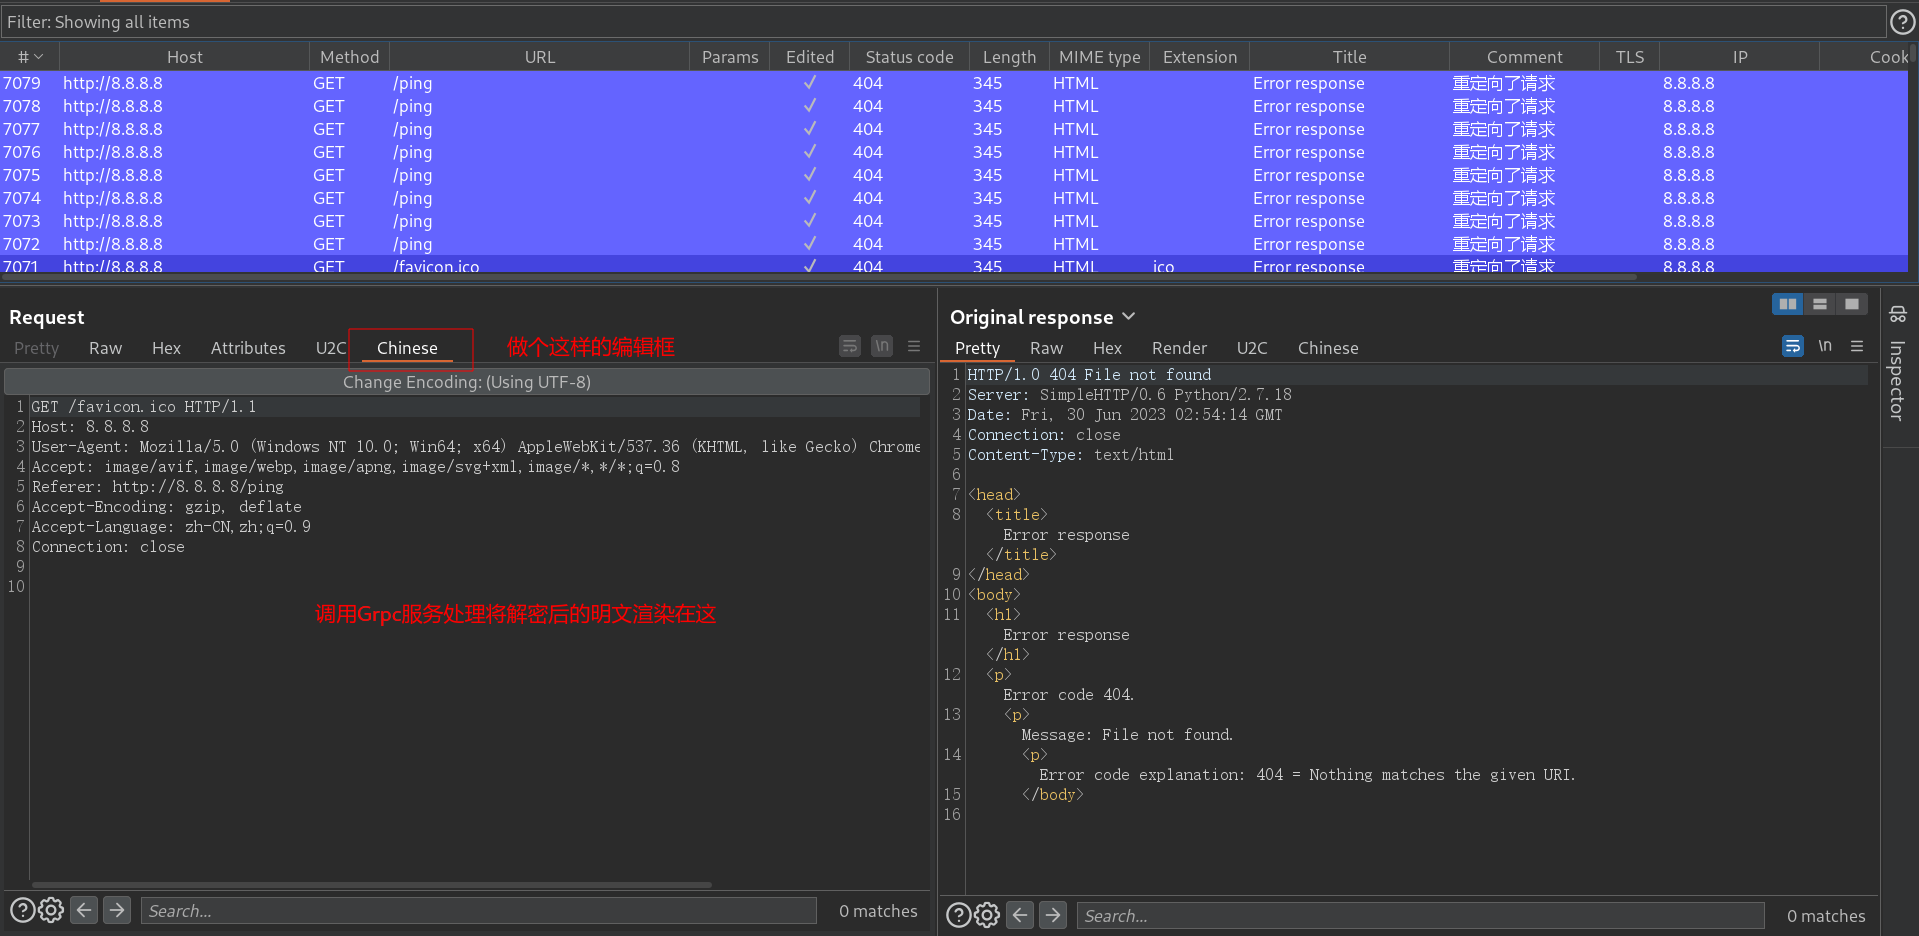 Filter: Showing all items
# Host Method URL Params Edited Status code Length MIME type Extension Title Comment TLS IP Cook
7079 http://8.8.8.8 GET /ping ✓ 404 345 HTML Error response 重定向了请求 8.8.8.8
7078 http://8.8.8.8 GET /ping ✓ 404 345 HTML Error response 重定向了请求 8.8.8.8
7077 http://8.8.8.8 GET /ping ✓ 404 345 HTML Error response 重定向了请求 8.8.8.8
7076 http://8.8.8.8 GET /ping ✓ 404 345 HTML Error response 重定向了请求 8.8.8.8
7075 http://8.8.8.8 GET /ping ✓ 404 345 HTML Error response 重定向了请求 8.8.8.8
7074 http://8.8.8.8 GET /ping ✓ 404 345 HTML Error response 重定向了请求 8.8.8.8
7073 http://8.8.8.8 GET /ping ✓ 404 345 HTML Error response 重定向了请求 8.8.8.8
7072 http://8.8.8.8 GET /ping ✓ 404 345 HTML Error response 重定向了请求 8.8.8.8
7071 http://8.8.8.8 GET /favicon.ico ✓ 404 345 HTML ico Error response 重定向了请求 8.8.8.8
Request
Pretty Raw Hex Attributes U2C Chinese 做个这样的编辑框 \n
Change Encoding: (Using UTF-8)
1 GET /favicon.ico HTTP/1.1
2 Host: 8.8.8.8
3 User-Agent: Mozilla/5.0 (Windows NT 10.0; Win64; x64) AppleWebKit/537.36 (KHTML, like Gecko) Chrome
4 Accept: image/avif,image/webp,image/apng,image/svg+xml,image/*,*/*;q=0.8
5 Referer: http://8.8.8.8/ping
6 Accept-Encoding: gzip, deflate
7 Accept-Language: zh-CN,zh;q=0.9
8 Connection: close
9
10
调用Grpc服务处理将解密后的明文渲染在这
Search...
0 matches
Original response
Pretty Raw Hex Render U2C Chinese \n
1 HTTP/1.0 404 File not found
2 Server: SimpleHTTP/0.6 Python/2.7.18
3 Date: Fri, 30 Jun 2023 02:54:14 GMT
4 Connection: close
5 Content-Type: text/html
6
7 <head>
8 <title>
Error response
</title>
9 </head>
10 <body>
11 <h1>
Error response
</h1>
12 <p>
Error code 404.
13 <p>
Message: File not found.
14 <p>
Error code explanation: 404 = Nothing matches the given URI.
15 </body>
16
Search...
0 matches
Inspector